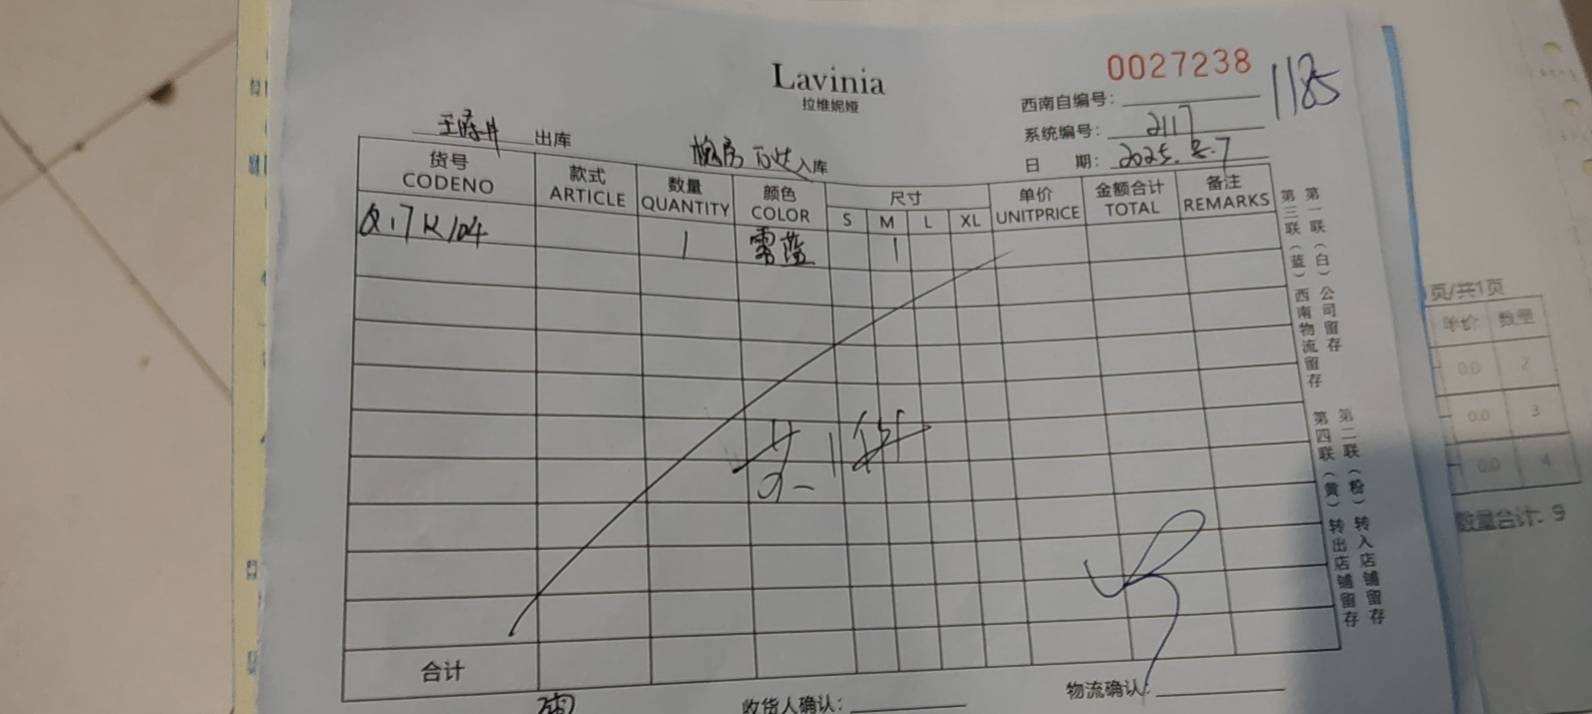 Lavinia
拉维妮娅
0027238
1185
西南自编号:
系统编号: 2117
日 期: 2025.8.7
出库
万达入库
货号 款式 数量 颜色 尺寸 单价 金额合计 备注
CODENO ARTICLE QUANTITY COLOR S M L XL UNITPRICE TOTAL REMARKS
Q.7K104 1 雾蓝 1
共1件
合计
收货人确认:
物流确认:
第一联(白)公司留存
第三联(蓝)西南物流留存
第二联(粉)转入店铺留存
第四联(黄)转出店铺留存
页/共1页
单价 数量
0.0 2
0.0 3
0.0 4
数量合计: 9